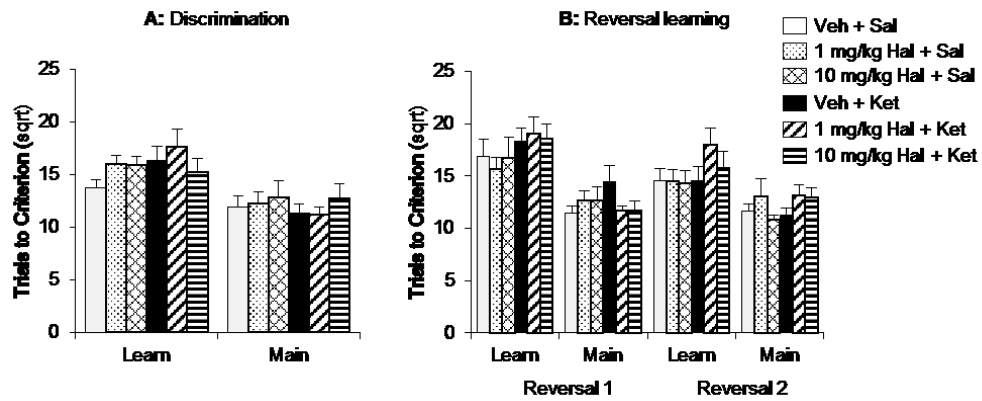 A: Discrimination
B: Reversal learning
Veh + Sal
1 mg/kg Hal + Sal
10 mg/kg Hal + Sal
Veh + Ket
1 mg/kg Hal + Ket
10 mg/kg Hal + Ket
Trials to Criterion (sqrt)
25
20
15
10
5
0
Learn
Main
Trials to Criterion (sqrt)
25
20
15
10
5
0
Learn
Main
Learn
Main
Reversal 1
Reversal 2